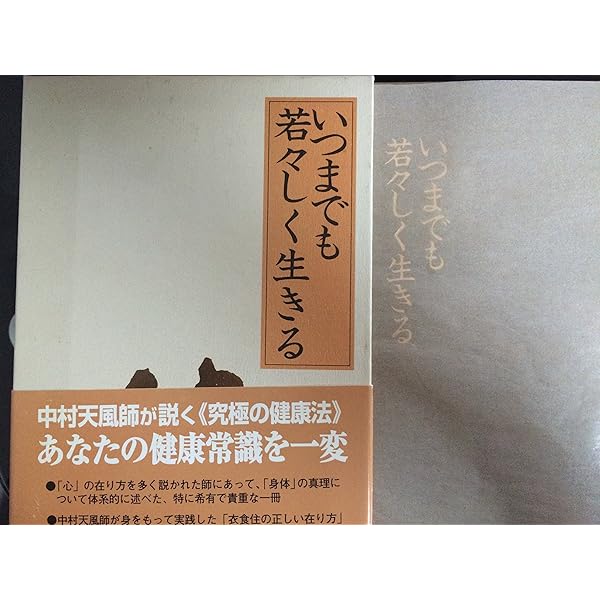 いつまでも
若々しく生きる
中村天風師が説く《究極の健康法》
あなたの健康常識を一変
●「心」の在り方を多く説かれた師にあって、「身体」の真理に
ついて体系的に述べた、特に希有で貴重な一冊
●中村天風師が身をもって実践した「衣食住の正しい在り方」
いつまでも
若々しく生きる